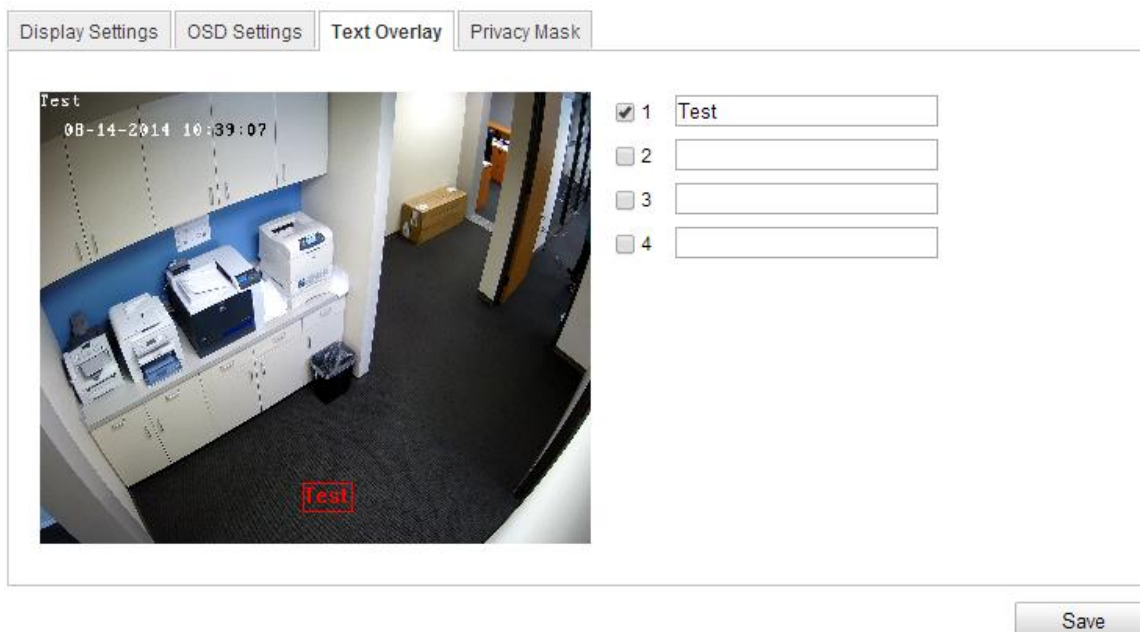 Display Settings
OSD Settings
Text Overlay
Privacy Mask
Test
08-14-2014 10:39:07
Test
1
Test
2
3
4
Save